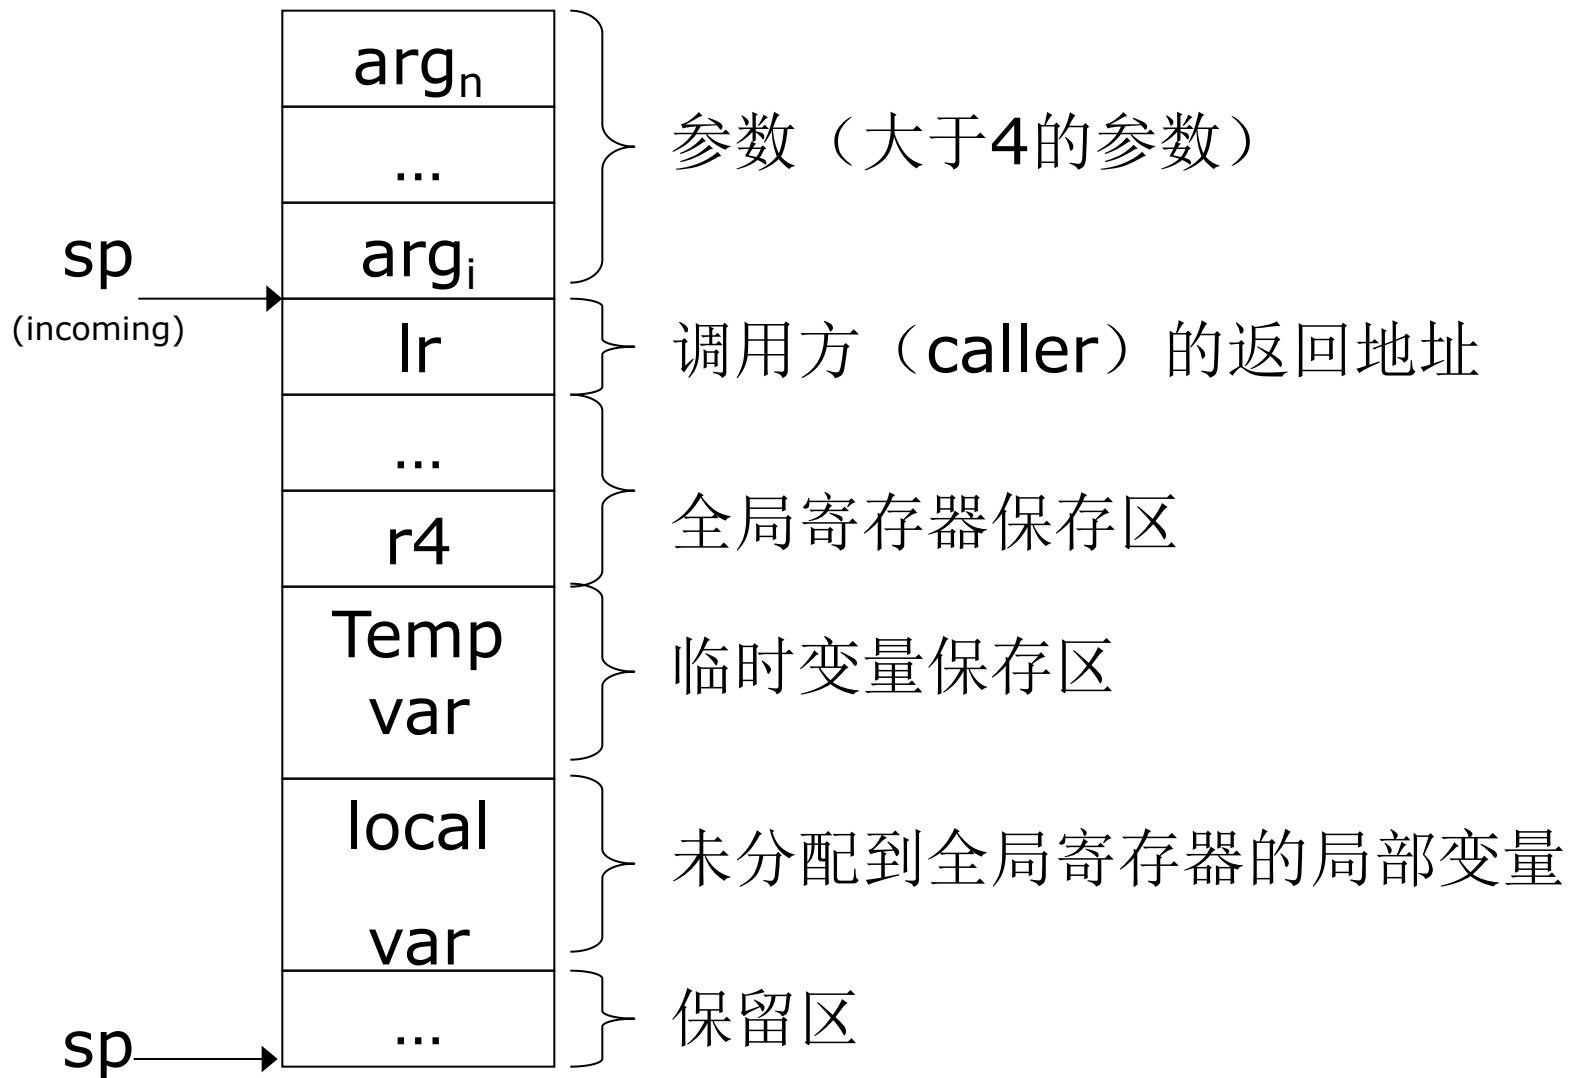 argₙ
...
参数（大于4的参数）
sp
(incoming)
argᵢ
lr
调用方（caller）的返回地址
...
r4
全局寄存器保存区
Temp
var
临时变量保存区
local
var
未分配到全局寄存器的局部变量
sp
...
保留区